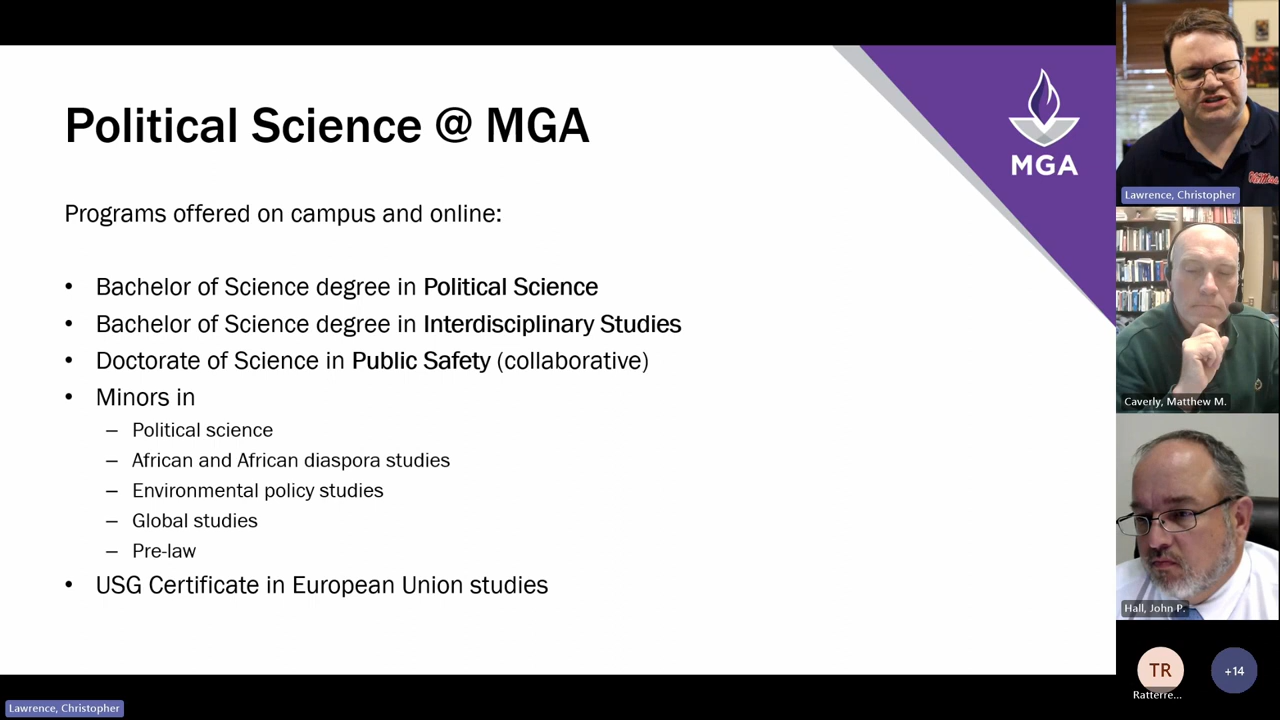 Political Science @ MGA
MGA
Programs offered on campus and online:
• Bachelor of Science degree in Political Science
• Bachelor of Science degree in Interdisciplinary Studies
• Doctorate of Science in Public Safety (collaborative)
• Minors in
– Political science
– African and African diaspora studies
– Environmental policy studies
– Global studies
– Pre-law
• USG Certificate in European Union studies
Lawrence, Christopher
Caverly, Matthew M.
Hall, John P.
TR
Ratterre...
+14
Lawrence, Christopher